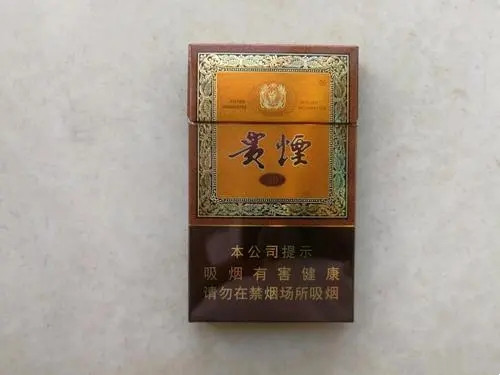 貴煙
本公司提示
吸烟有害健康
请勿在禁烟场所吸烟